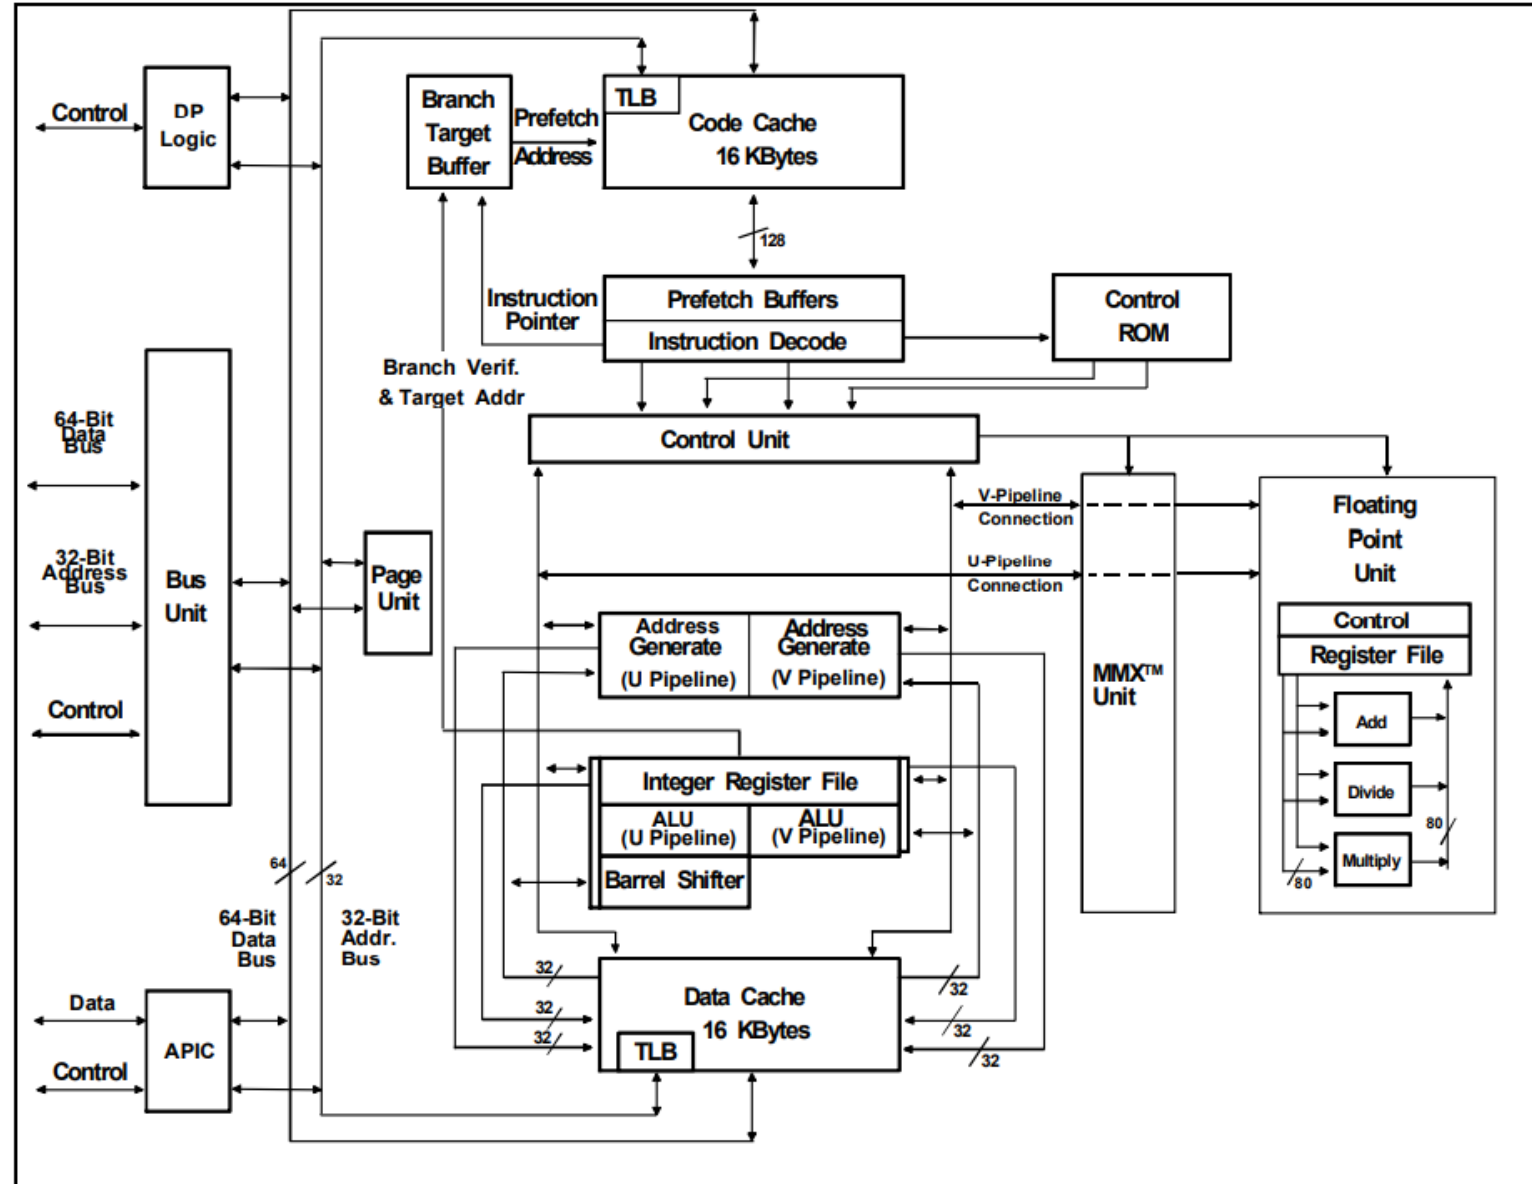 Control
DP
Logic
Branch
Target
Buffer
Prefetch
Address
TLB
Code Cache
16 KBytes
128
Instruction
Pointer
Prefetch Buffers
Instruction Decode
Control
ROM
Branch Verif.
& Target Addr
Control Unit
64-Bit
Data
Bus
32-Bit
Address
Bus
Control
Bus
Unit
Page
Unit
V-Pipeline
Connection
U-Pipeline
Connection
Address
Generate
(U Pipeline)
Address
Generate
(V Pipeline)
MMX™
Unit
Floating
Point
Unit
Control
Register File
Add
Divide
Multiply
80
80
Integer Register File
ALU
(U Pipeline)
ALU
(V Pipeline)
Barrel Shifter
64
32
64-Bit
Data
Bus
32-Bit
Addr.
Bus
Data
Control
APIC
32
32
32
Data Cache
16 KBytes
TLB
32
32
32